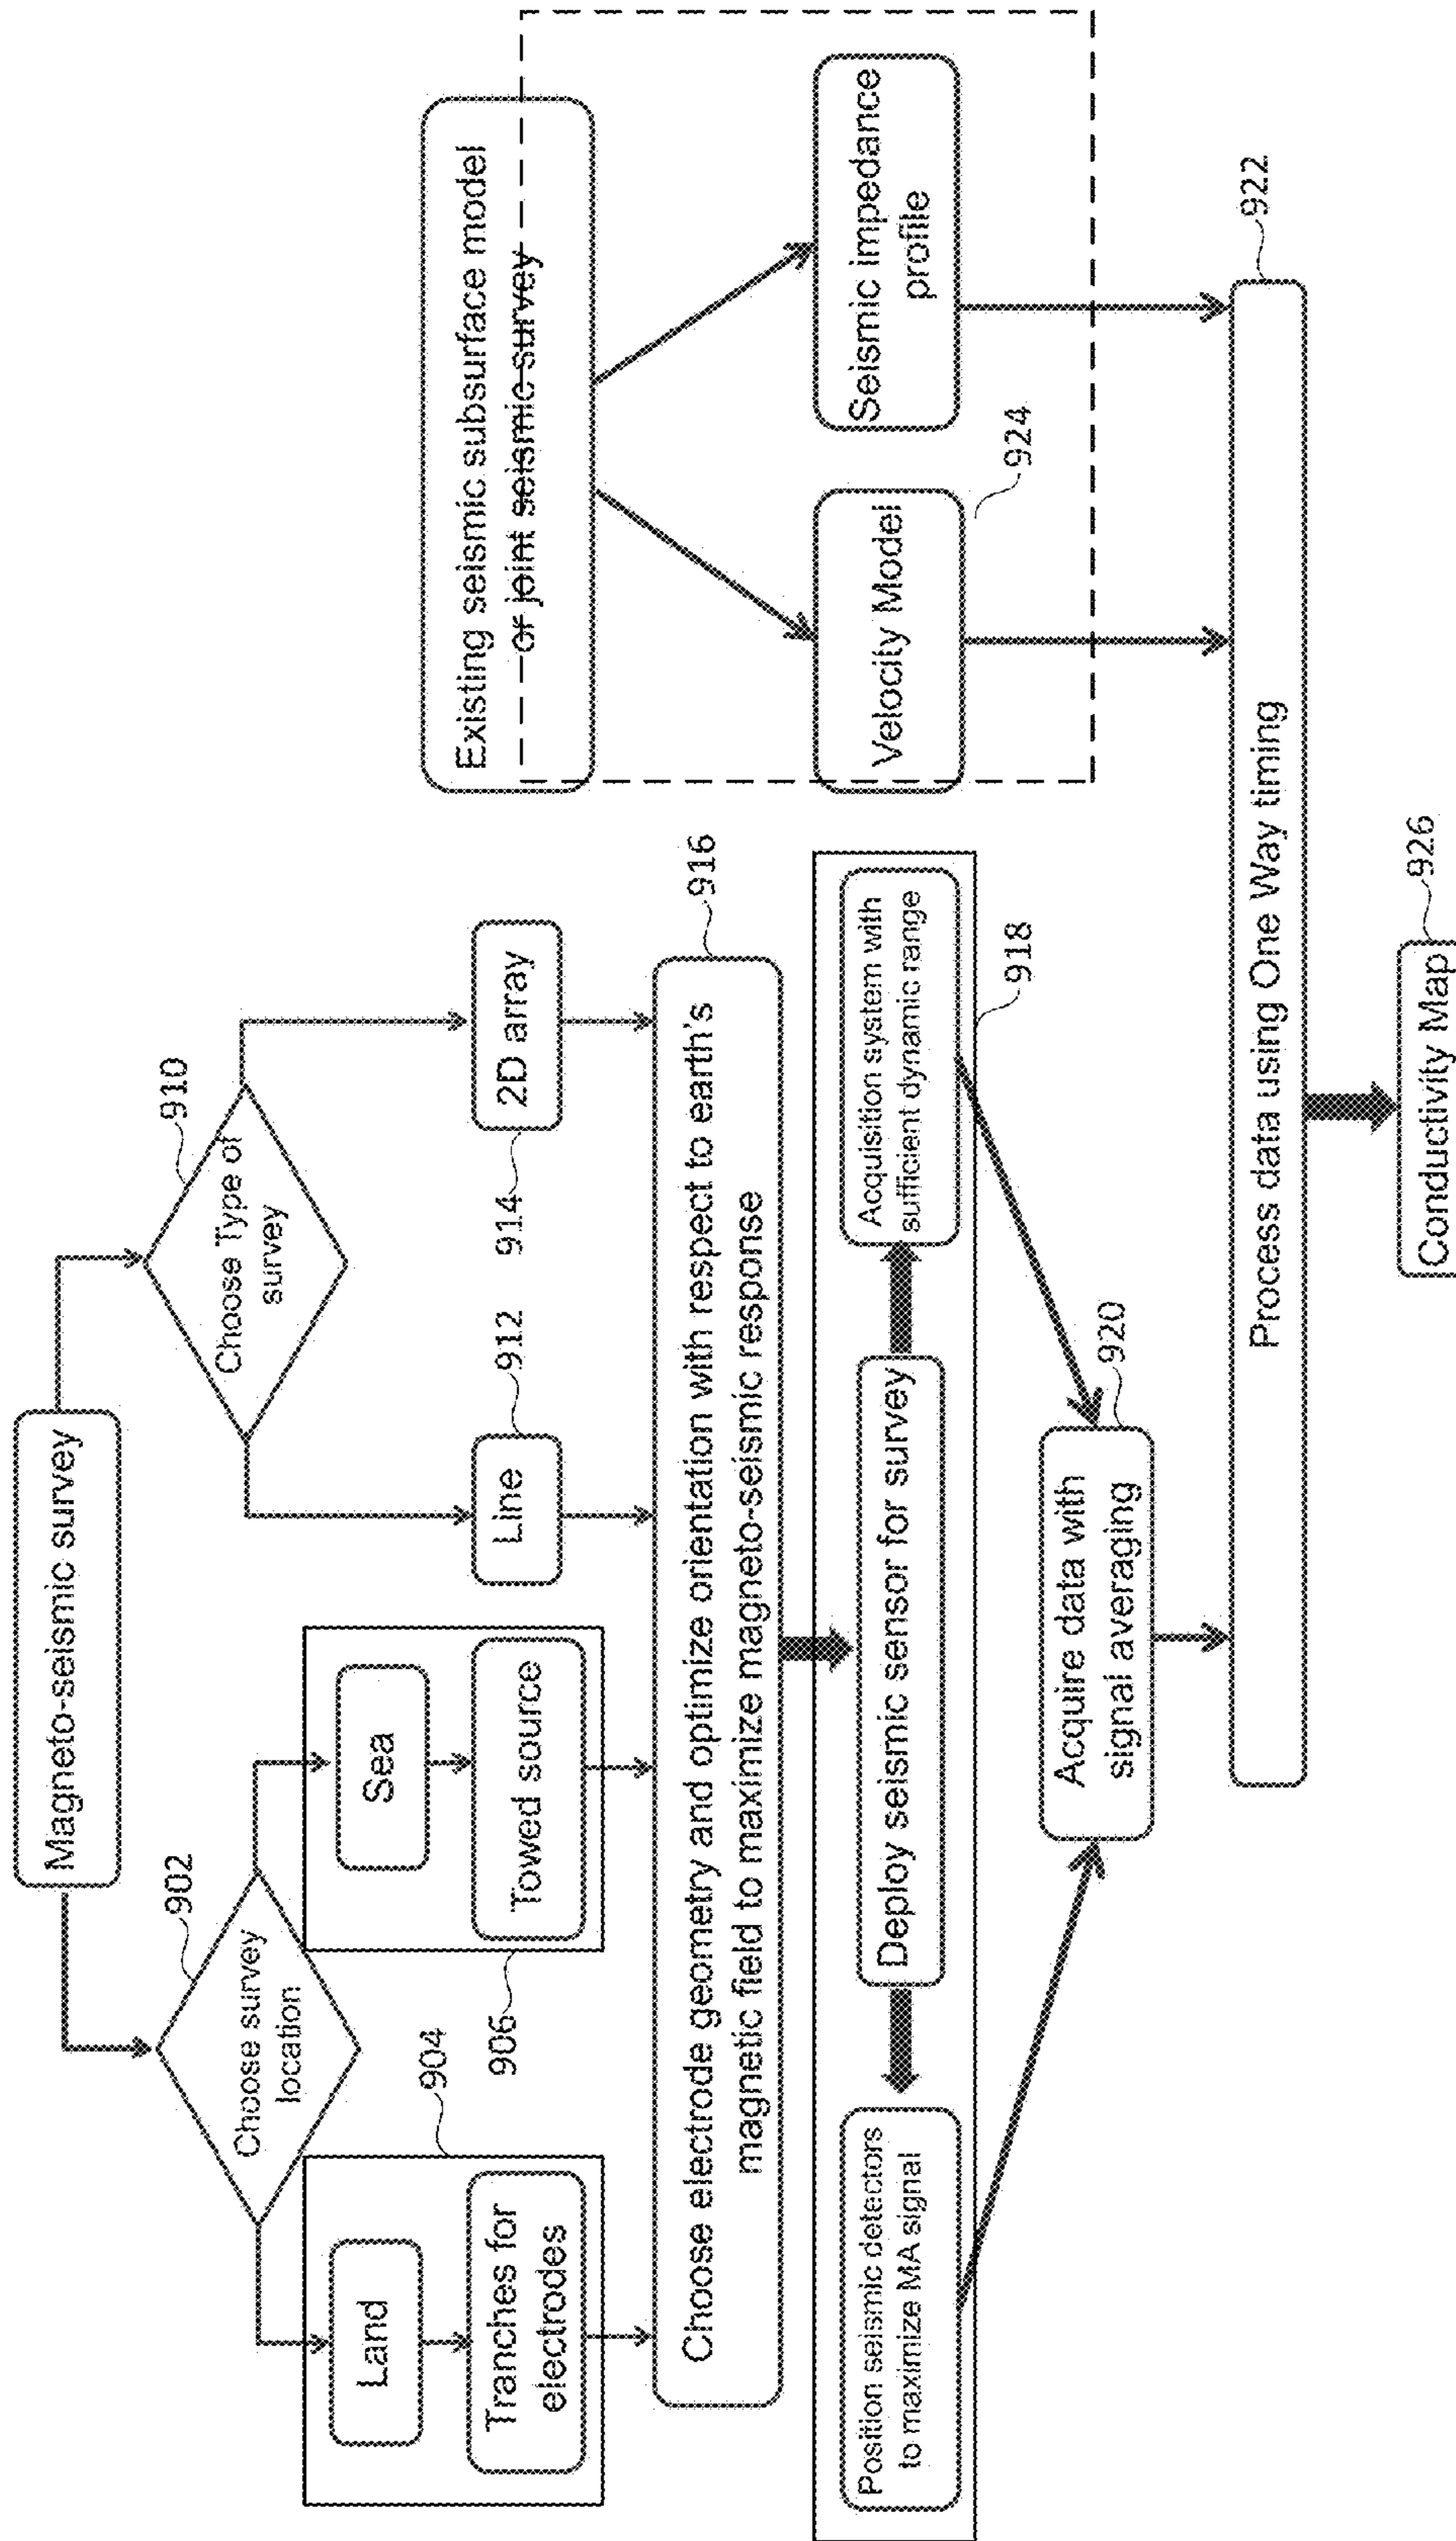 Magneto-seismic survey
902
Choose survey
location
910
Choose Type of
survey
904
Land
Tranches for
electrodes
906
Sea
Towed source
Line
912
914
2D array
916
Choose electrode geometry and optimize orientation with respect to earth's
magnetic field to maximize magneto-seismic response
Position seismic detectors
to maximize MA signal
Deploy seismic sensor for survey
Acquisition system with
sufficient dynamic range
918
Acquire data with
signal averaging
920
Existing seismic subsurface model
or joint seismic survey
Velocity Model
924
Seismic impedance
profile
922
Process data using One Way timing
Conductivity Map
926